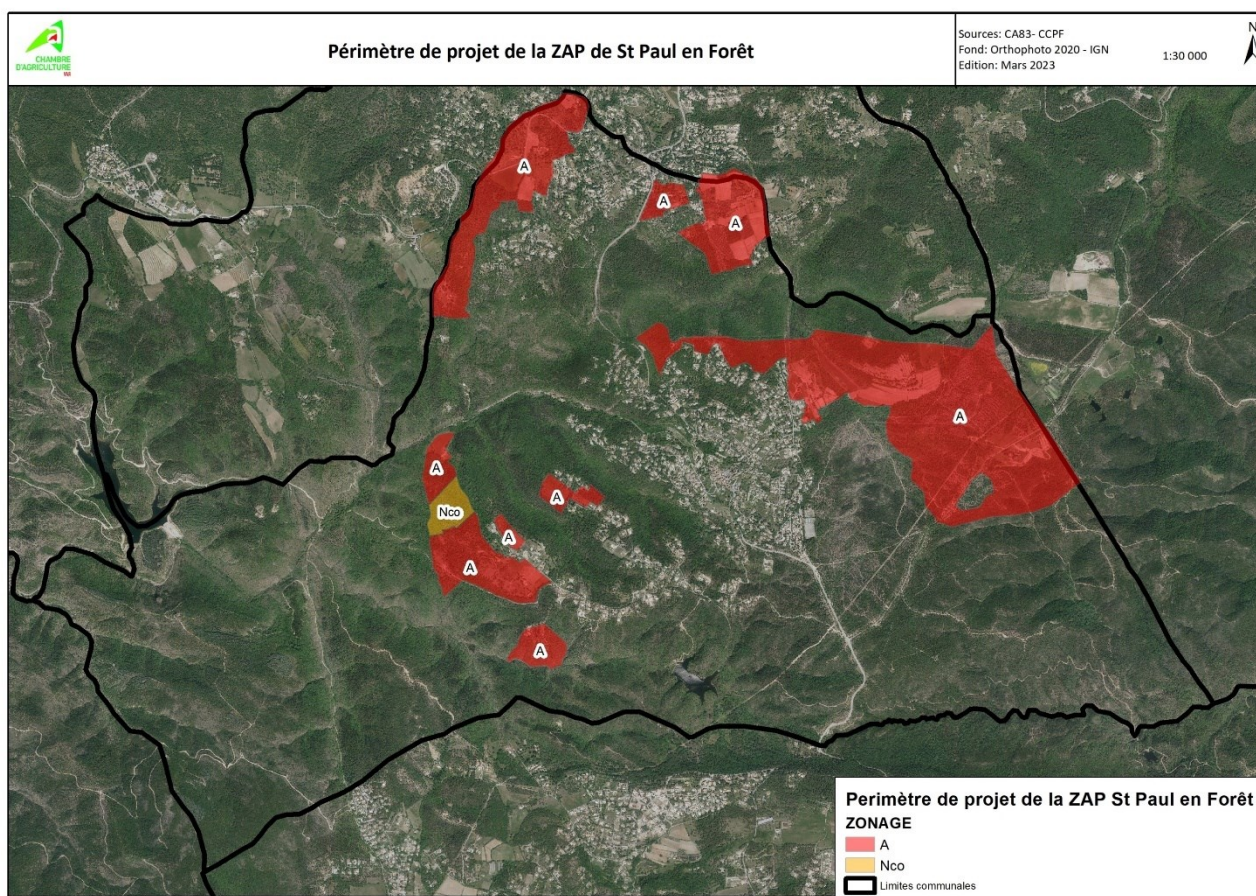 CHAMBRE
D'AGRICULTURE
VAR
Périmètre de projet de la ZAP de St Paul en Forêt
Sources: CA83- CCPF
Fond: Orthophoto 2020 - IGN
Edition: Mars 2023
1:30 000
N
A
A
A
A
A
Nco
A
A
A
A
Perimètre de projet de la ZAP St Paul en Forêt
ZONAGE
A
Nco
Limites communales